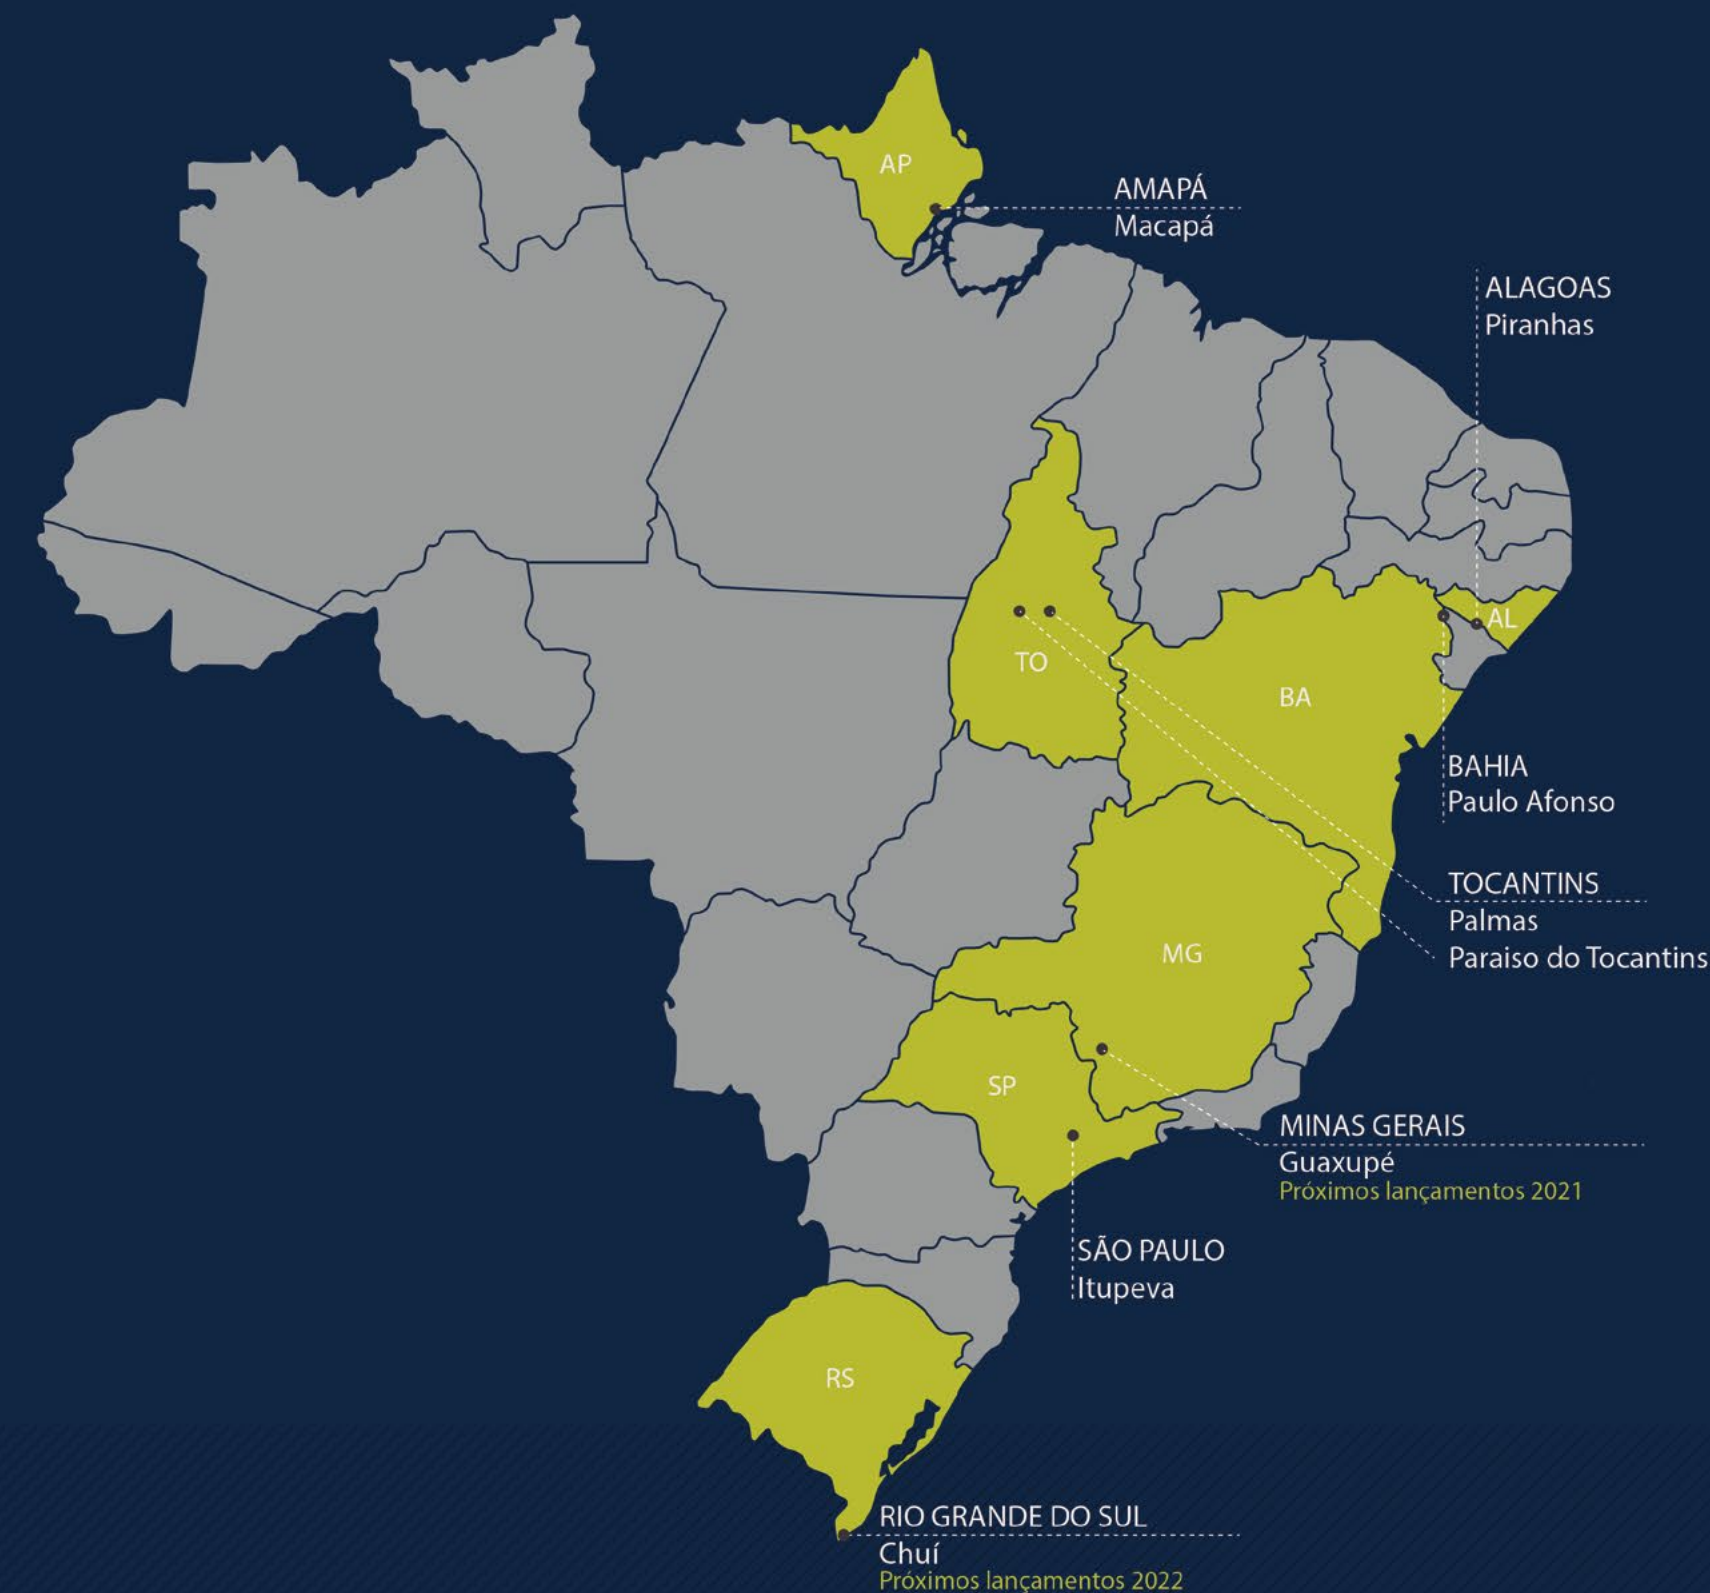 AP
AMAPÁ
Macapá
ALAGOAS
Piranhas
AL
TO
BA
BAHIA
Paulo Afonso
TOCANTINS
Palmas
Paraiso do Tocantins
MG
SP
MINAS GERAIS
Guaxupé
Próximos lançamentos 2021
SÃO PAULO
Itupeva
RS
RIO GRANDE DO SUL
Chuí
Próximos lançamentos 2022